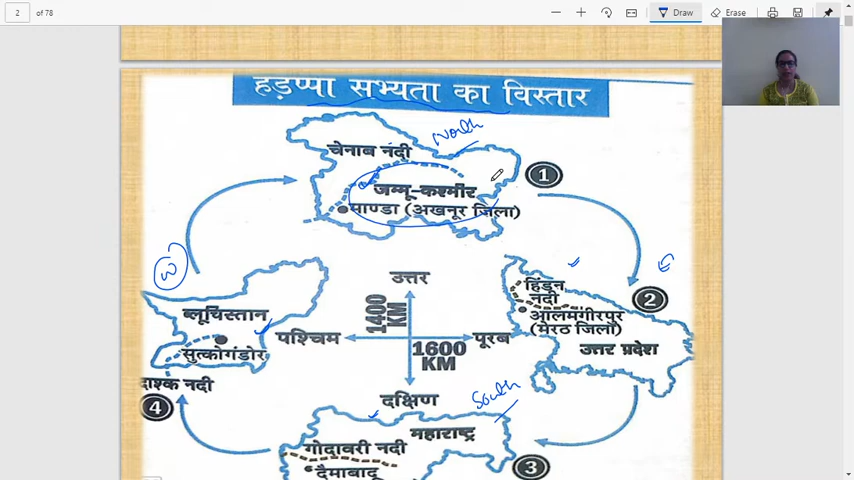 2
of 78
Draw
Erase
हड़प्पा सभ्यता का विस्तार
North
चेनाब नदी
1
जम्मू-कश्मीर
माण्डा (अखनूर जिला)
W
E
उत्तर
हिंडन
नदी
2
ब्लूचिस्तान
1400
KM
आलमगीरपुर
(मेरठ जिला)
पश्चिम
पूरब
सुत्कोगंडोर
1600
KM
उत्तर प्रदेश
दाश्क नदी
दक्षिण
South
4
महाराष्ट्र
गोदावरी नदी
3
दैमाबाद